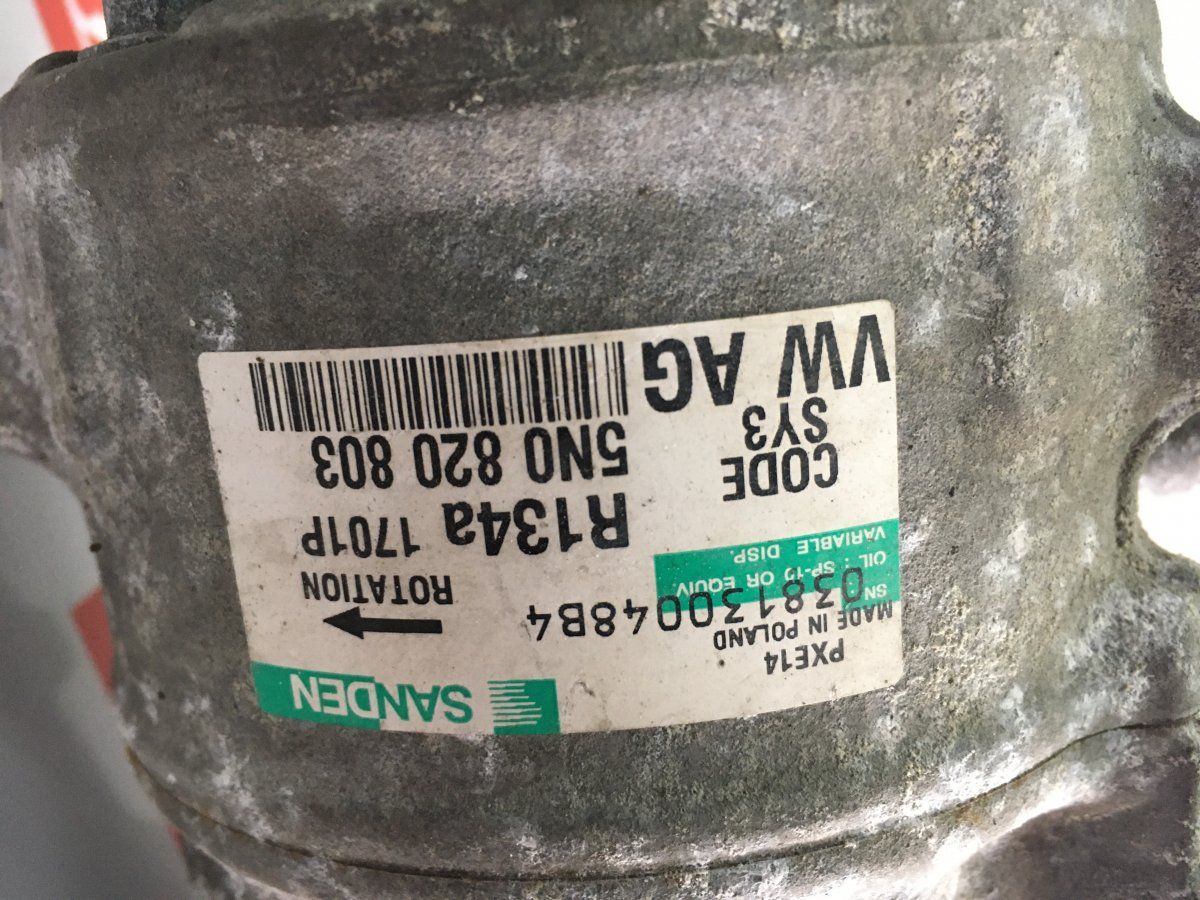 SANDEN
PXE14
MADE IN POLAND
SN 038130048B4
OIL : SP-10 OR EQUIV.
VARIABLE DISP.
ROTATION
R134a 1701P
CODE
SY3
5N0 820 803
VW AG